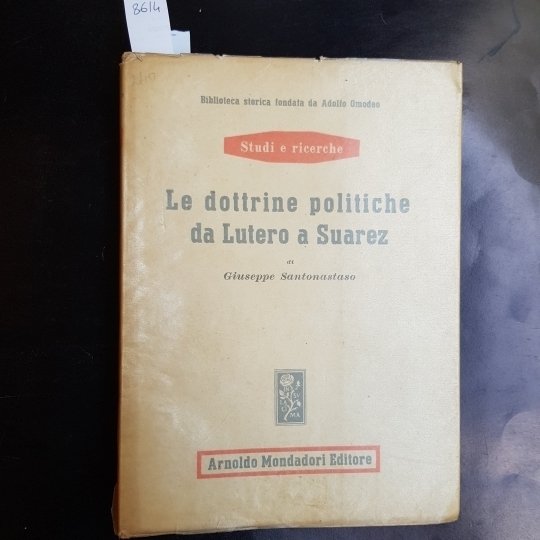 8614
Biblioteca storica fondata da Adolfo Omodeo
Studi e ricerche
Le dottrine politiche
da Lutero a Suarez
di
Giuseppe Santonastaso
Arnoldo Mondadori Editore